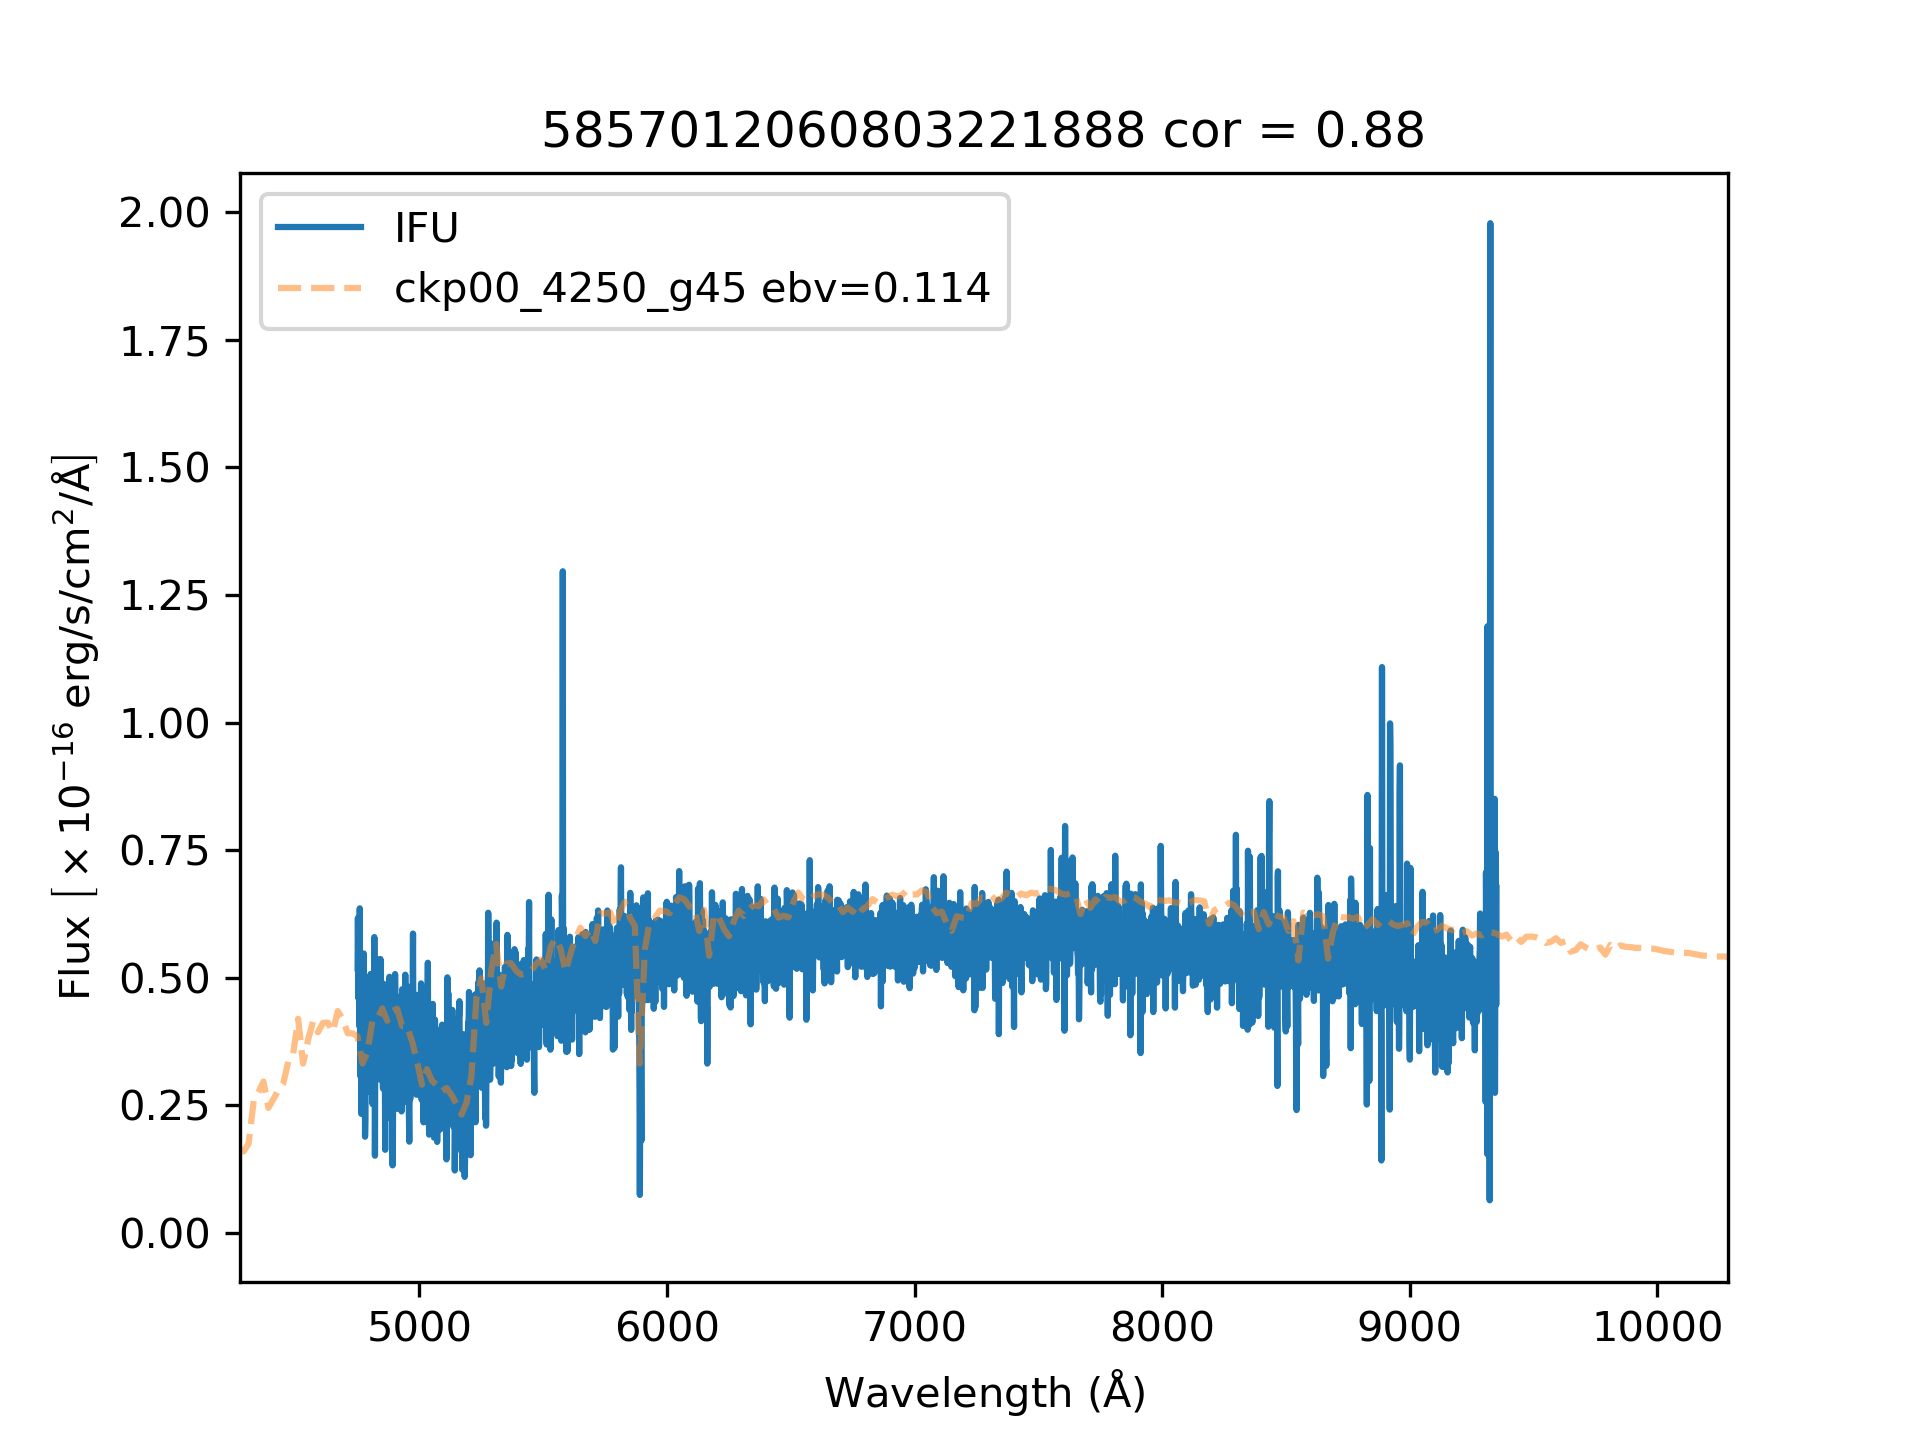 5857012060803221888 cor = 0.88
IFU
ckp00_4250_g45 ebv=0.114
2.00
1.75
1.50
1.25
1.00
0.75
0.50
0.25
0.00
Flux [ × 10⁻¹⁶ erg/s/cm²/Å]
5000 6000 7000 8000 9000 10000
Wavelength (Å)